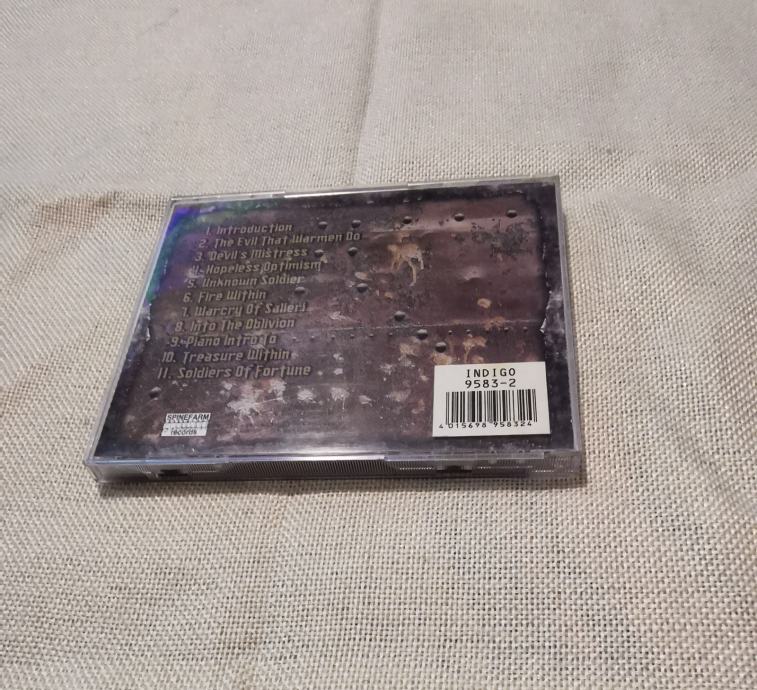 1. Introduction
2. The Evil That Warmen Do
3. Devil's Mistress
4. Hopeless Optimism
5. Unknown Soldier
6. Fire Within
7. Warcry Of Salieri
8. Into The Oblivion
9. Piano Intro To
10. Treasure Within
11. Soldiers Of Fortune
SPINEFARM
records
INDIGO
9583-2
4 015698 958324